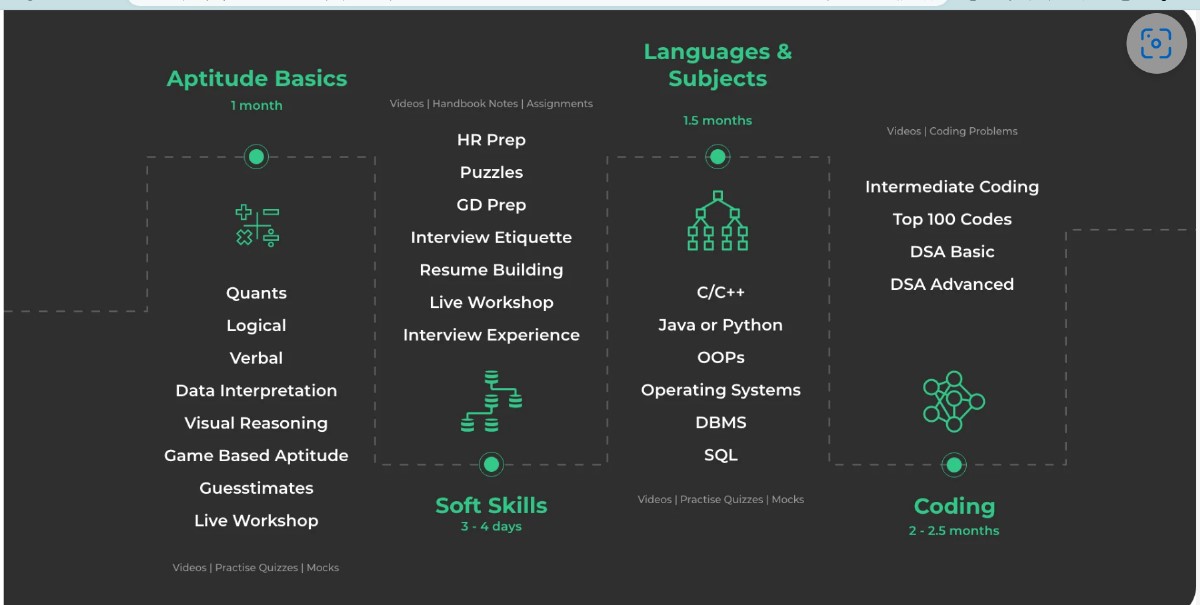 Aptitude Basics
1 month
Quants
Logical
Verbal
Data Interpretation
Visual Reasoning
Game Based Aptitude
Guesstimates
Live Workshop
Videos | Practise Quizzes | Mocks
Videos | Handbook Notes | Assignments
HR Prep
Puzzles
GD Prep
Interview Etiquette
Resume Building
Live Workshop
Interview Experience
Soft Skills
3 - 4 days
Languages &
Subjects
1.5 months
C/C++
Java or Python
OOPs
Operating Systems
DBMS
SQL
Videos | Practise Quizzes | Mocks
Videos | Coding Problems
Intermediate Coding
Top 100 Codes
DSA Basic
DSA Advanced
Coding
2 - 2.5 months